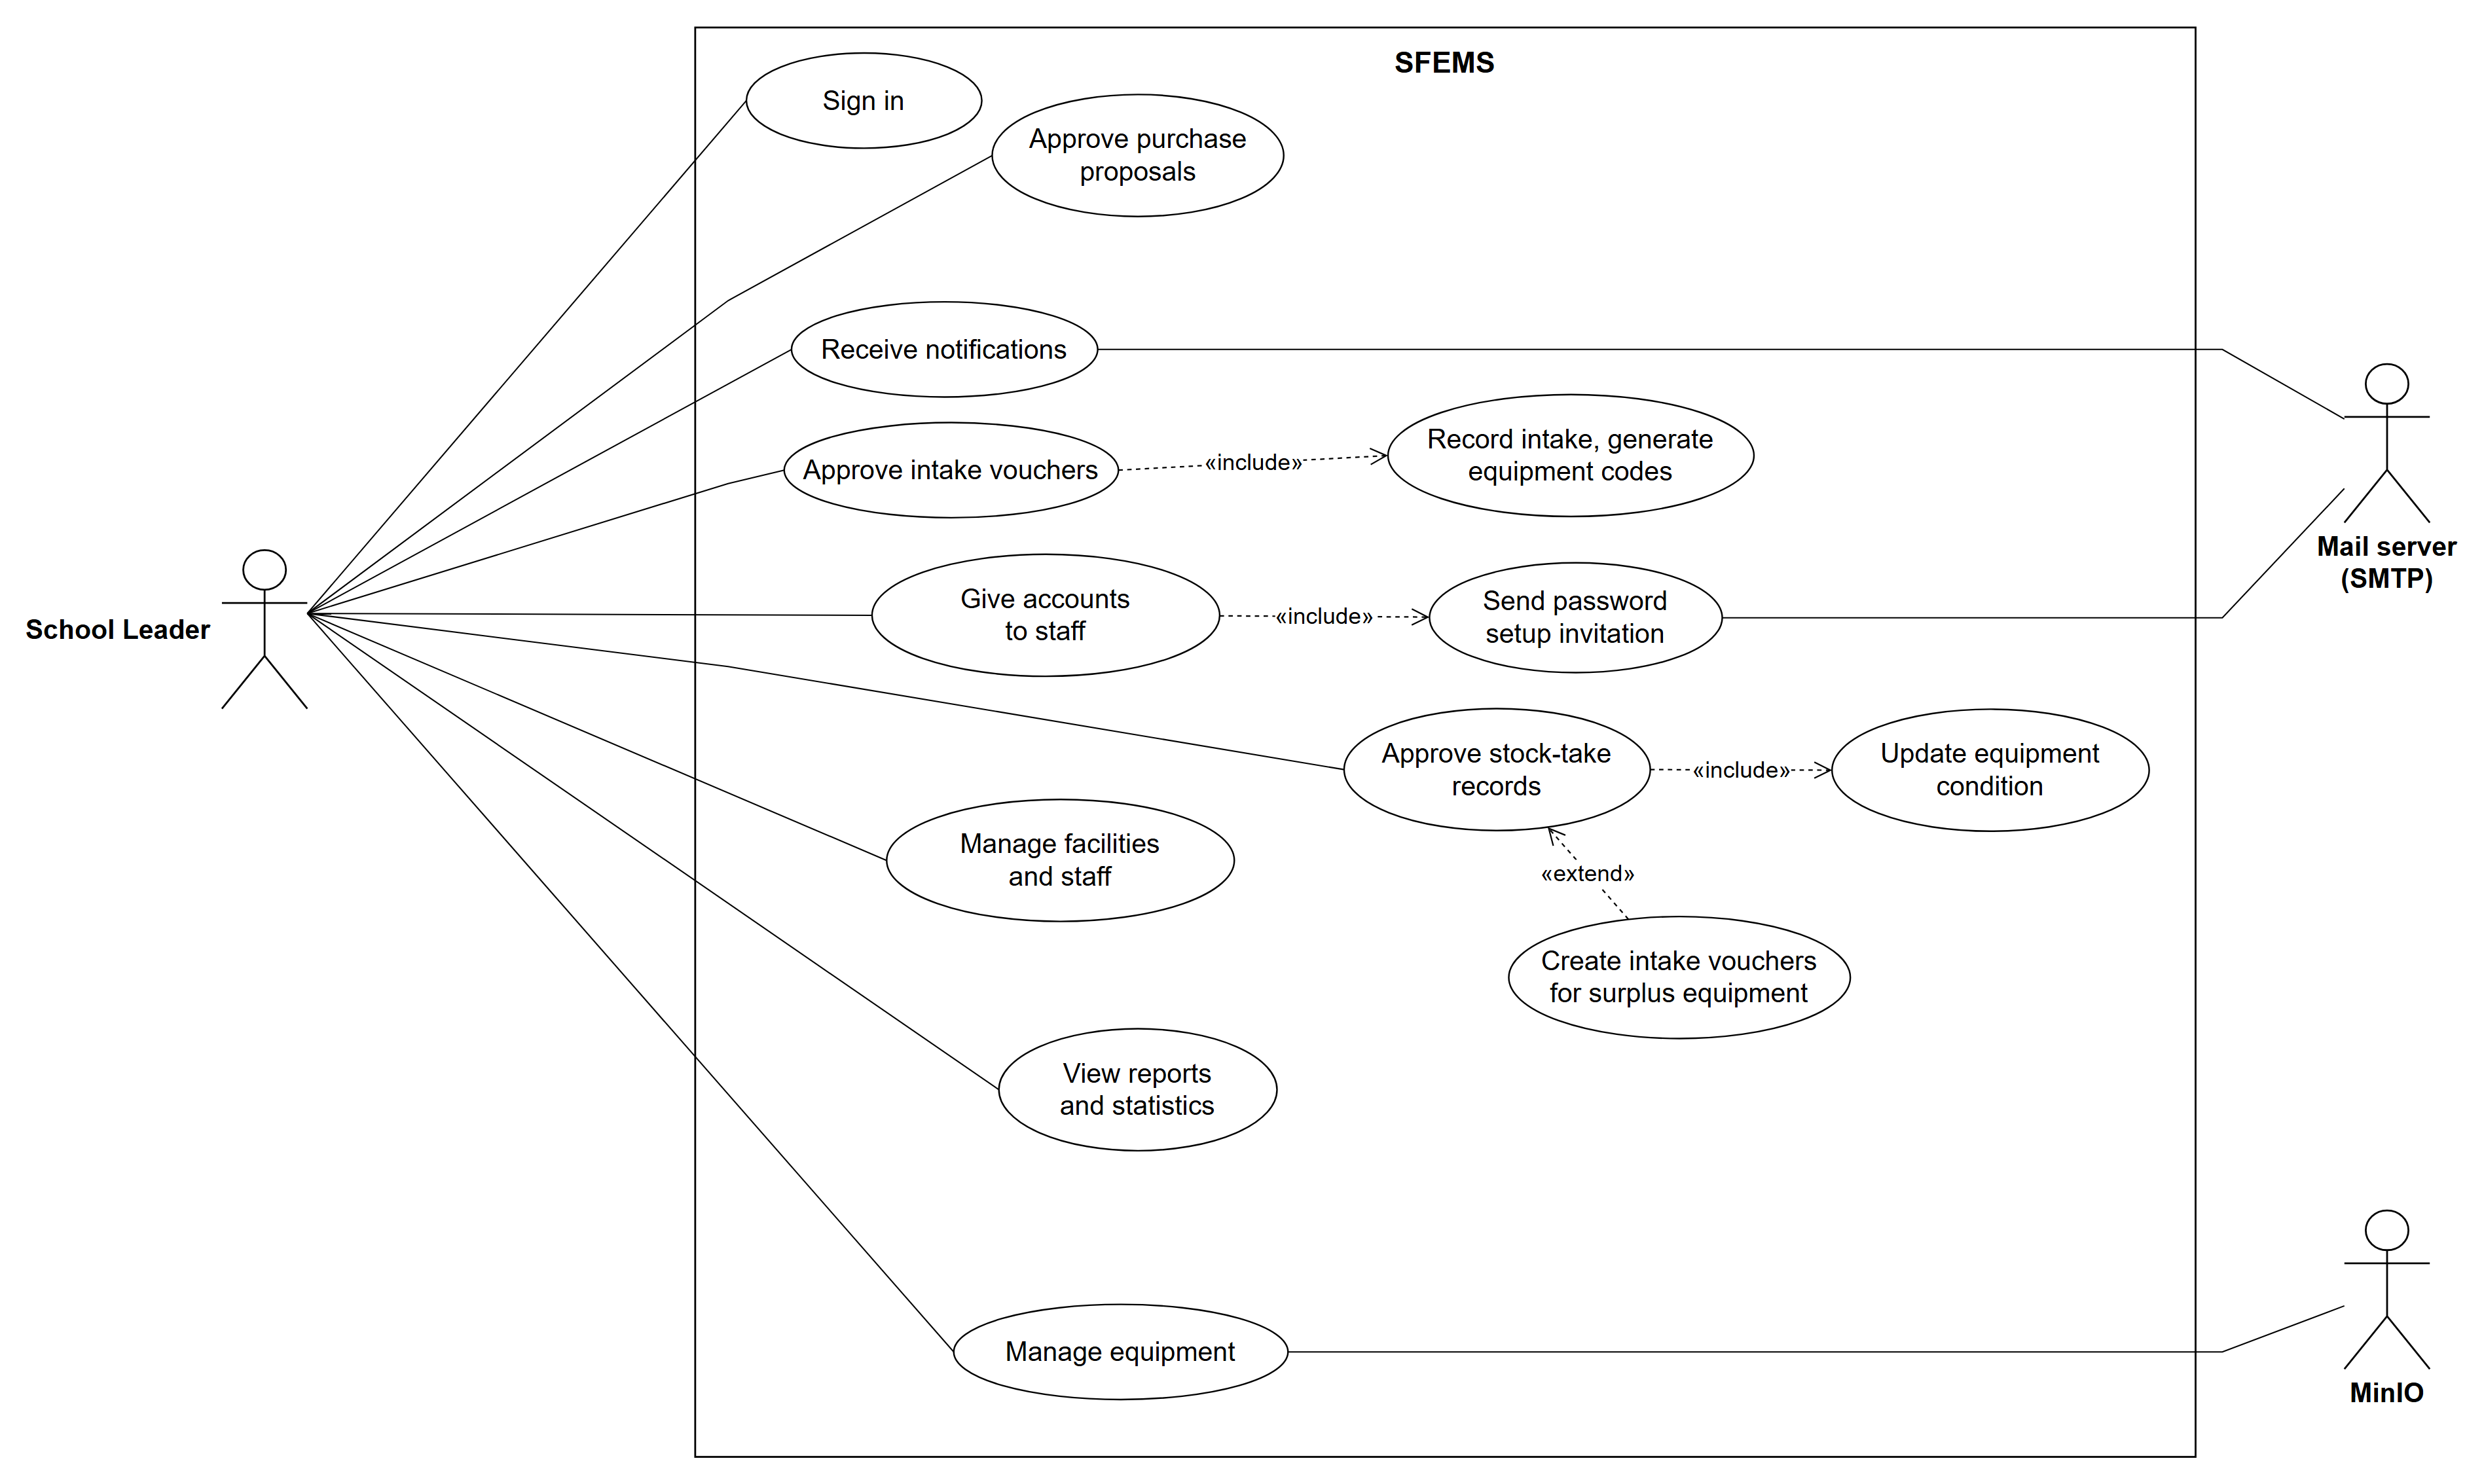 SFEMS
Sign in
Approve purchase
proposals
Receive notifications
Approve intake vouchers
«include»
Record intake, generate
equipment codes
Mail server
(SMTP)
School Leader
Give accounts
to staff
«include»
Send password
setup invitation
Approve stock-take
records
«include»
Update equipment
condition
Manage facilities
and staff
«extend»
Create intake vouchers
for surplus equipment
View reports
and statistics
Manage equipment
MinIO